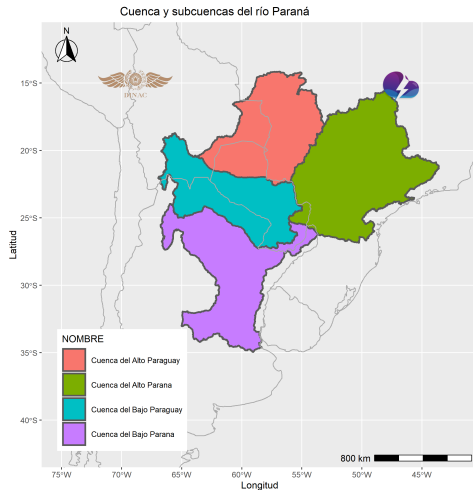 Cuenca y subcuencas del río Paraná
N
DINAC
15°S
20°S
25°S
30°S
35°S
40°S
Latitud
NOMBRE
Cuenca del Alto Paraguay
Cuenca del Alto Parana
Cuenca del Bajo Paraguay
Cuenca del Bajo Parana
800 km
75°W
70°W
65°W
60°W
55°W
50°W
45°W
Longitud